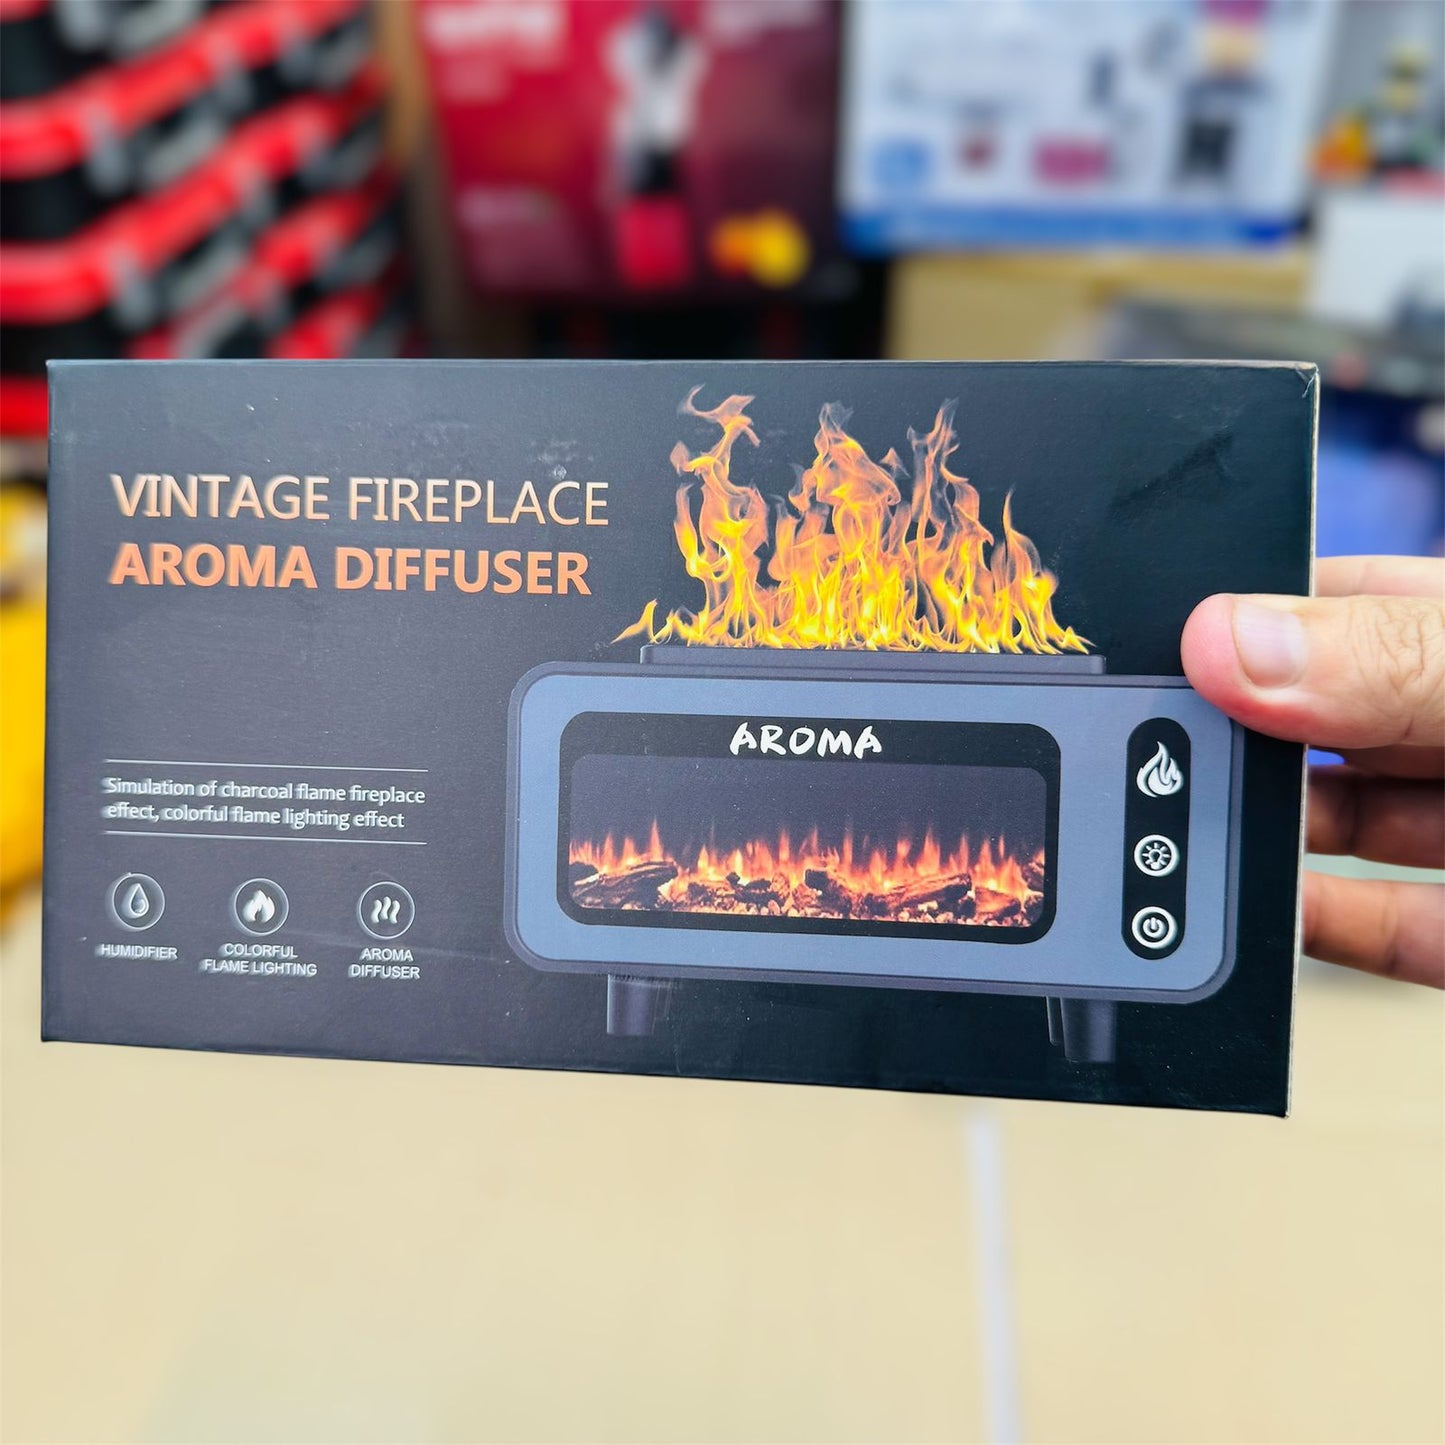 VINTAGE FIREPLACE
AROMA DIFFUSER
AROMA
Simulation of charcoal flame fireplace
effect, colorful flame lighting effect
HUMIDIFIER
COLORFUL
FLAME LIGHTING
AROMA
DIFFUSER